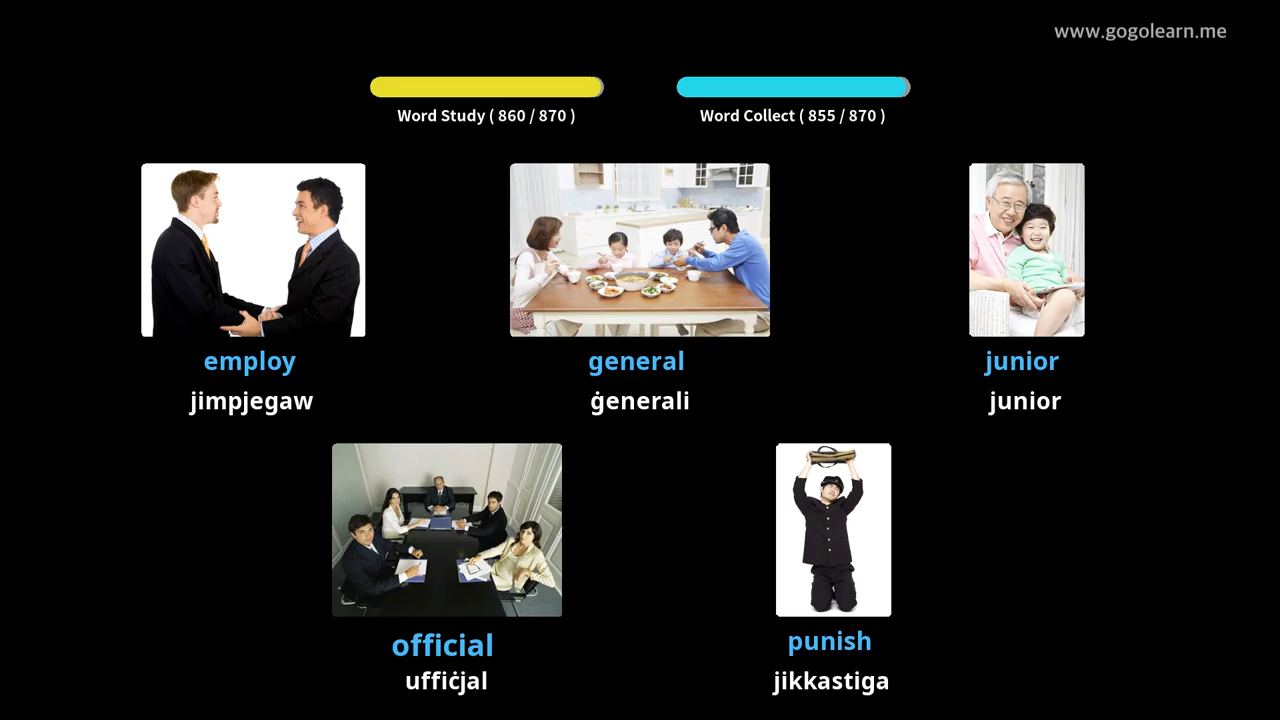 www.gogolearn.me
Word Study ( 860 / 870 )
Word Collect ( 855 / 870 )
employ
general
junior
jimpjegaw
ġenerali
junior
official
punish
uffiċjal
jikkastiga